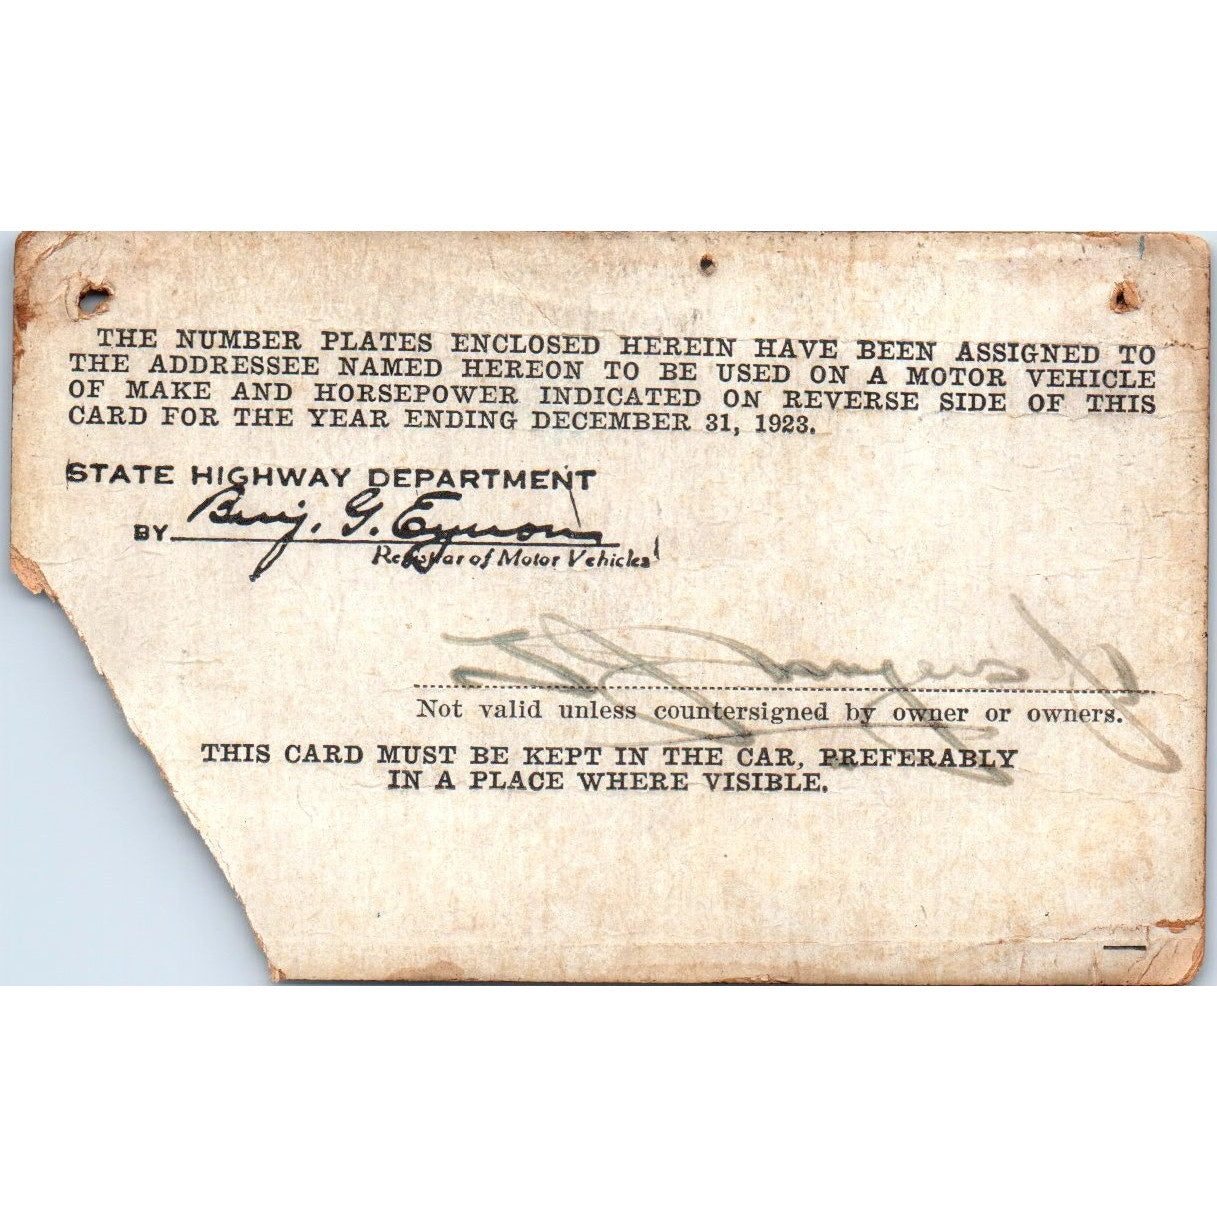 THE NUMBER PLATES ENCLOSED HEREIN HAVE BEEN ASSIGNED TO
THE ADDRESSEE NAMED HEREON TO BE USED ON A MOTOR VEHICLE
OF MAKE AND HORSEPOWER INDICATED ON REVERSE SIDE OF THIS
CARD FOR THE YEAR ENDING DECEMBER 31, 1923.
STATE HIGHWAY DEPARTMENT
BY Benj. G. Eynon
Registrar of Motor Vehicles
Not valid unless countersigned by owner or owners.
THIS CARD MUST BE KEPT IN THE CAR, PREFERABLY
IN A PLACE WHERE VISIBLE.